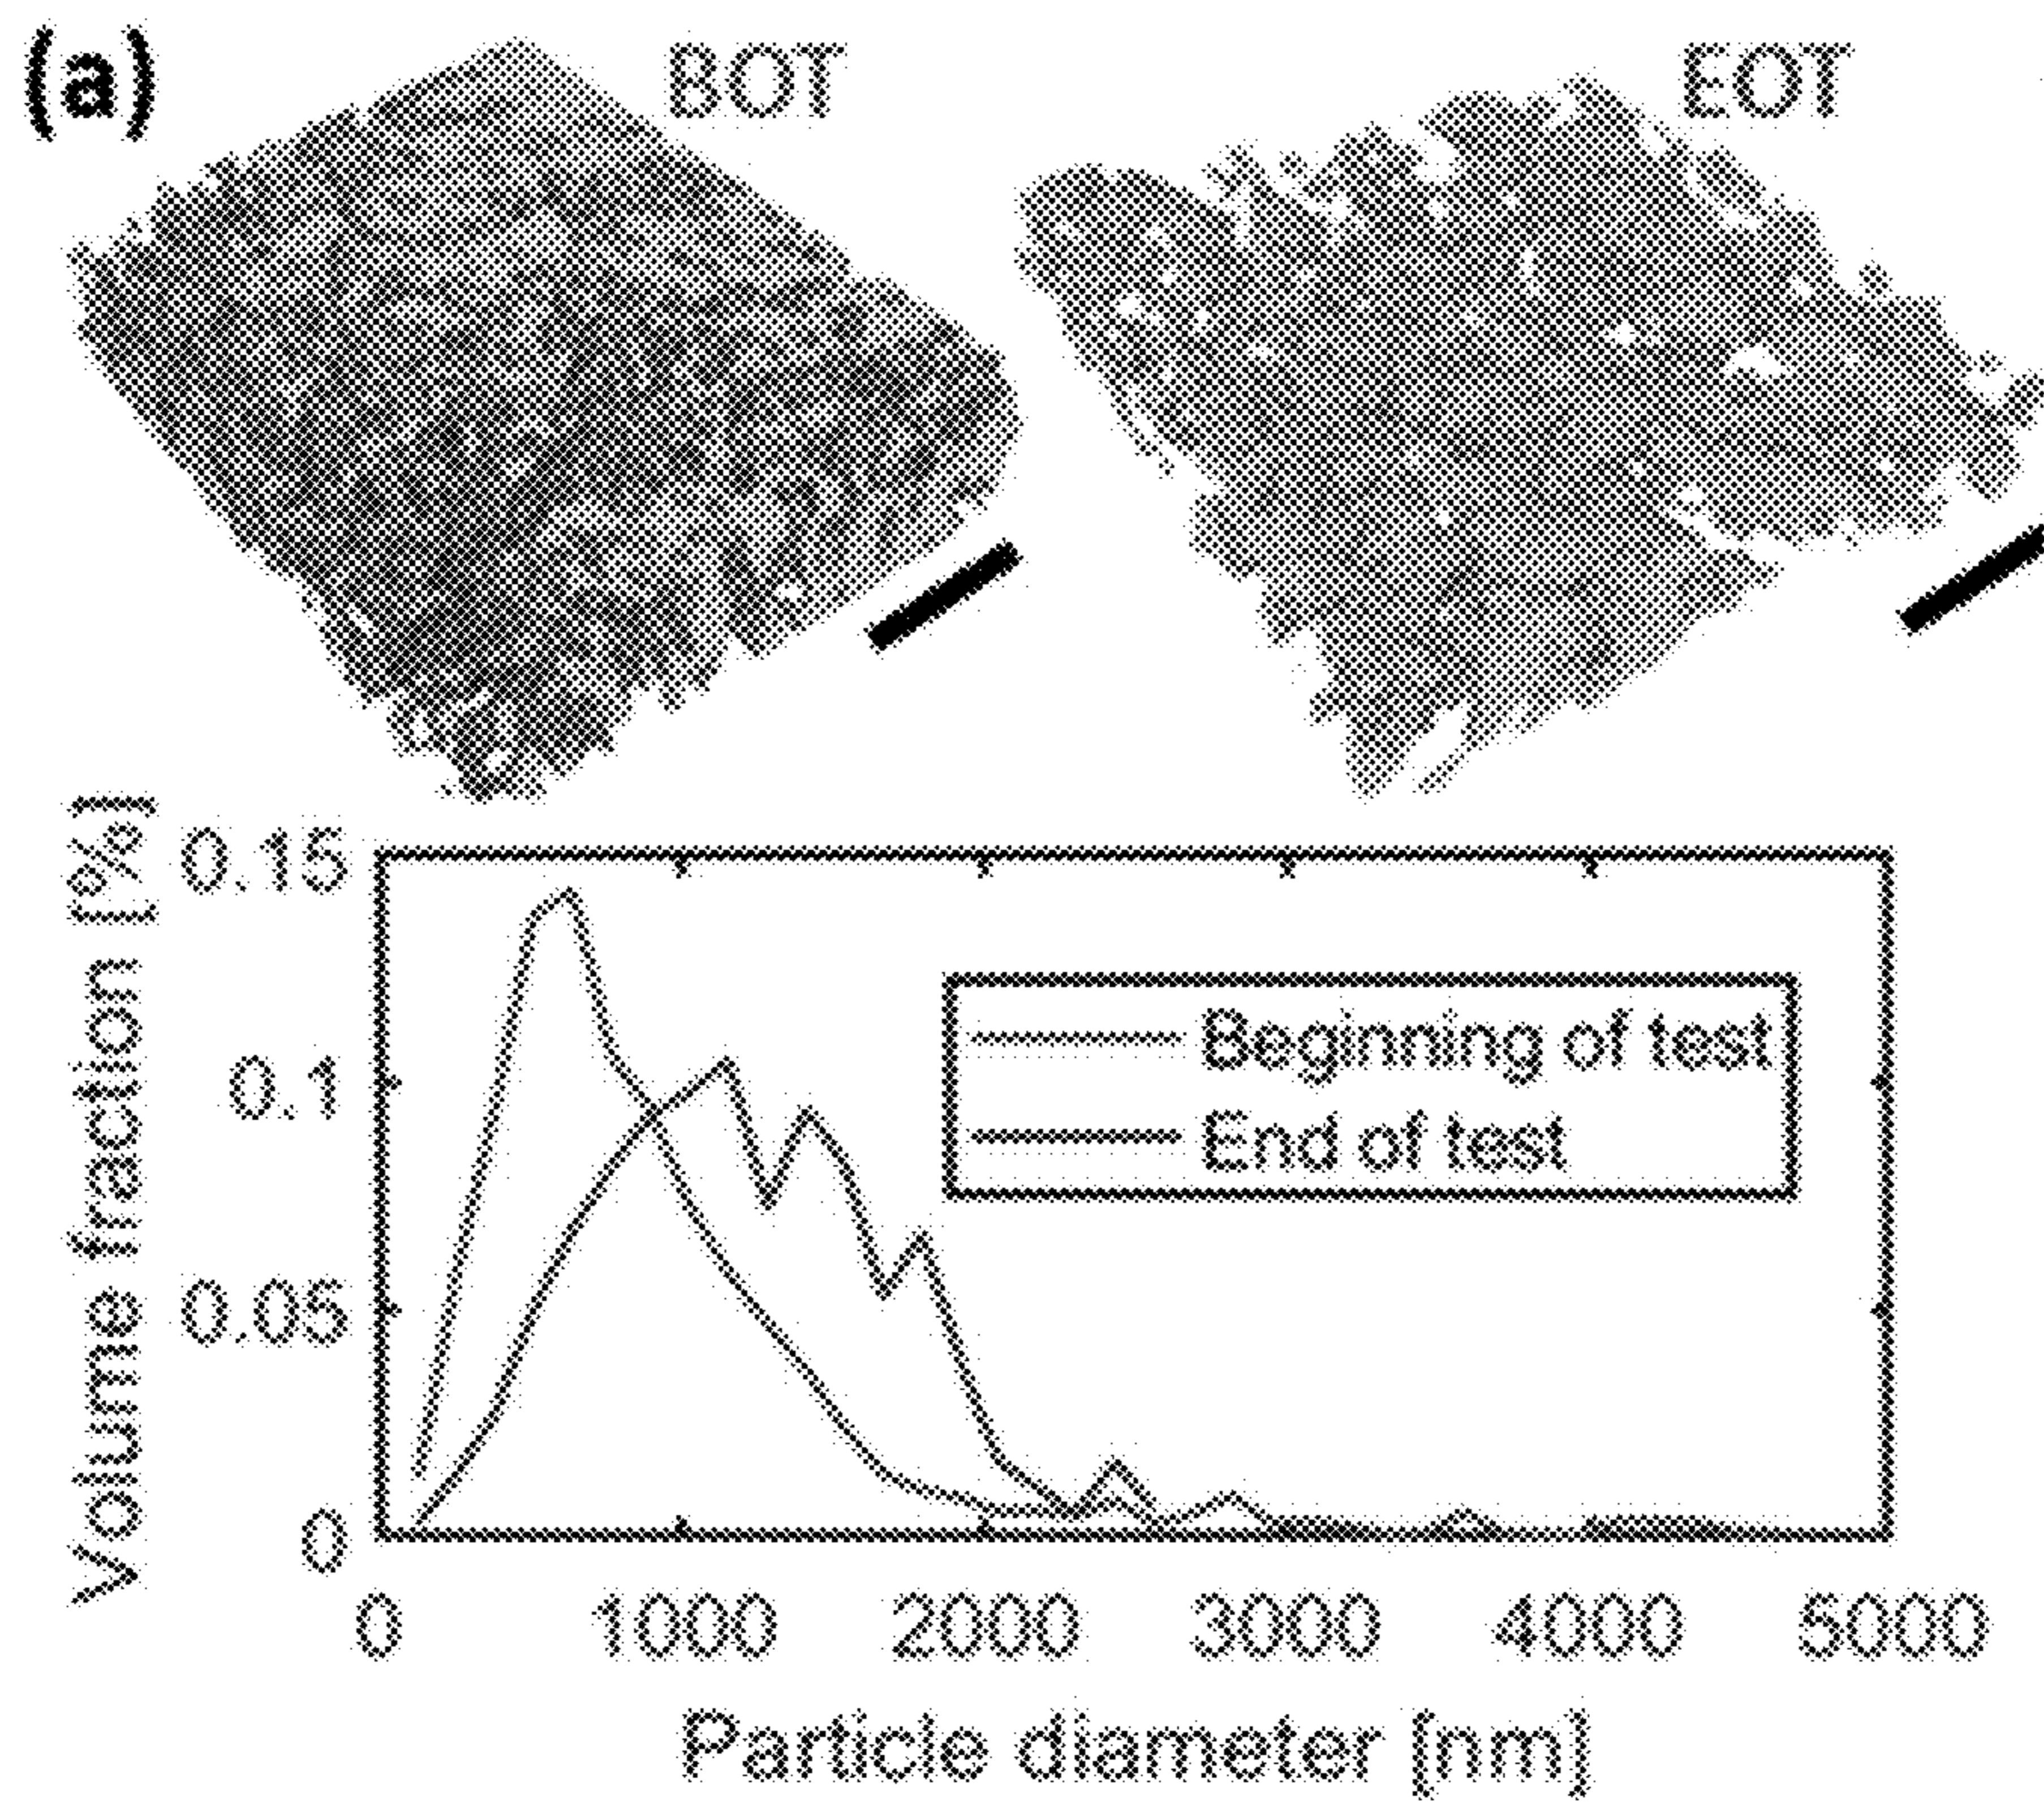 (a)
BOT
EOT
Volume fraction [%]
0.15
0.1
0.05
0
Beginning of test
End of test
0 1000 2000 3000 4000 5000
Particle diameter [nm]